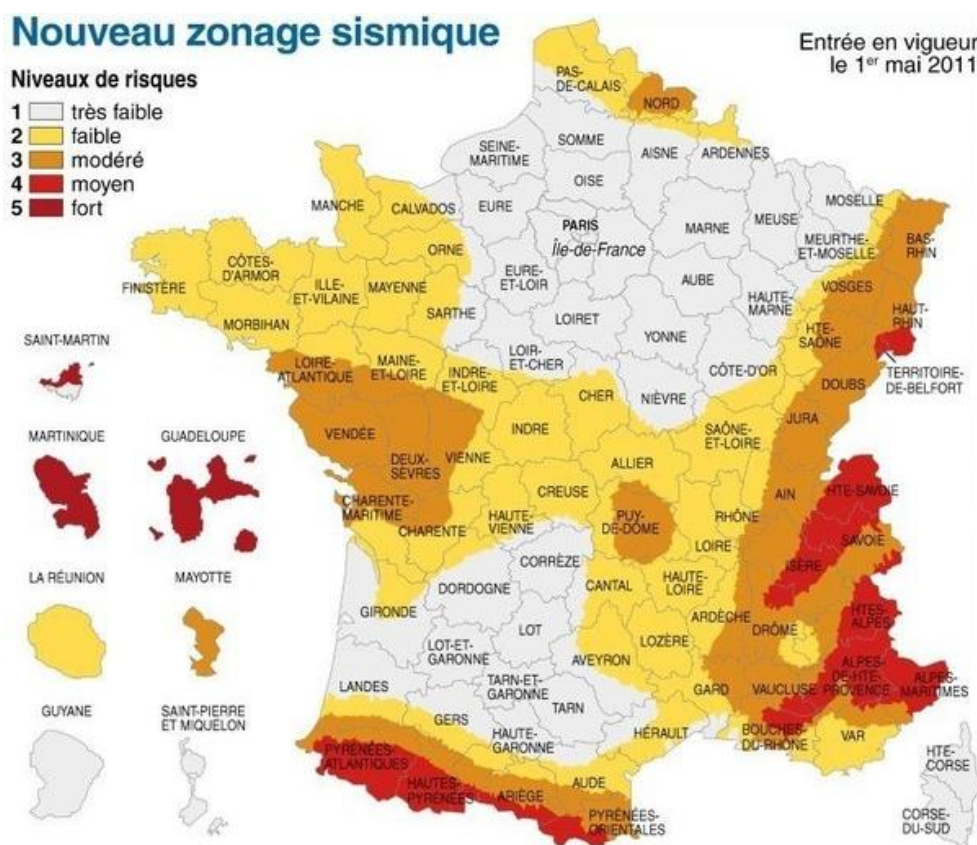 Nouveau zonage sismique
Entrée en vigueur
le 1er mai 2011
Niveaux de risques
1 très faible
2 faible
3 modéré
4 moyen
5 fort
PAS-
DE-CALAIS
NORD
SOMME
SEINE-
MARITIME
AISNE
ARDENNES
OISE
MANCHE
CALVADOS
EURE
PARIS
Île-de-France
MARNE
MEUSE
MOSELLE
MEURTHE-
ET-MOSELLE
BAS-
RHIN
ORNE
CÔTES-
D'ARMOR
FINISTÈRE
ILLE-
ET-VILAINE
MAYENNE
EURE-
ET-LOIR
AUBE
HAUTE-
MARNE
VOSGES
HAUT-
RHIN
MORBIHAN
SARTHE
LOIRET
YONNE
HTE-
SAÔNE
TERRITOIRE-
DE-BELFORT
SAINT-MARTIN
LOIRE-
ATLANTIQUE
MAINE-
ET-LOIRE
INDRE-
ET-LOIRE
LOIR-
ET-CHER
CHER
NIÈVRE
CÔTE-D'OR
DOUBS
JURA
MARTINIQUE
GUADELOUPE
VENDÉE
DEUX-
SÈVRES
VIENNE
INDRE
SAÔNE-
ET-LOIRE
ALLIER
CREUSE
AIN
HTE-SAVOIE
CHARENTE-
MARITIME
CHARENTE
HAUTE-
VIENNE
PUY-
DE-DOME
RHÔNE
LOIRE
SAVOIE
ISÈRE
LA RÉUNION
MAYOTTE
CORRÈZE
DORDOGNE
CANTAL
HAUTE-
LOIRE
GIRONDE
ARDÈCHE
DRÔME
HTES-
ALPES
LOT
LOT-ET-
GARONNE
AVEYRON
LOZÈRE
GUYANE
SAINT-PIERRE
ET MIQUELON
LANDES
TARN-ET-
GARONNE
TARN
GARD
VAUCLUSE
ALPES-
DE-HTE-
PROVENCE
ALPES-
MARITIMES
GERS
HAUTE-
GARONNE
HÉRAULT
BOUCHES-
DU-RHÔNE
VAR
PYRÉNÉES-
ATLANTIQUES
HAUTES-
PYRÉNÉES
ARIÈGE
AUDE
PYRÉNÉES-
ORIENTALES
HTE-
CORSE
CORSE-
DU-SUD